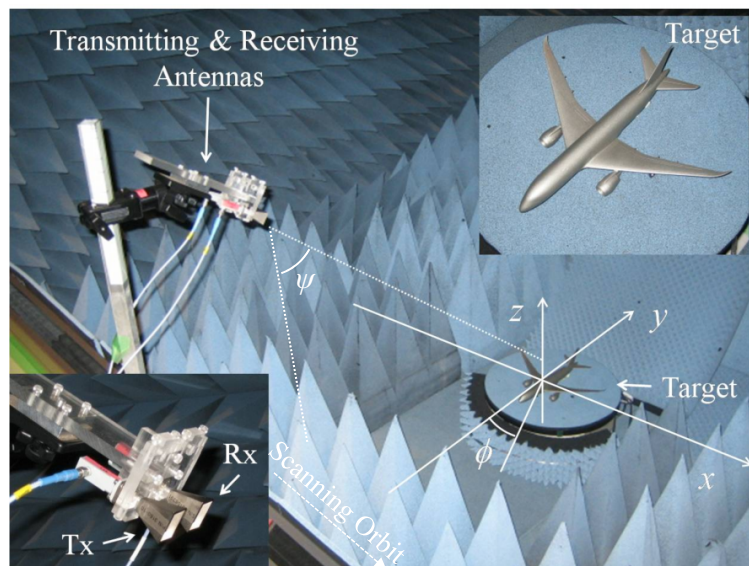 Transmitting & Receiving
Antennas
Target
ψ
z
y
Target
x
ϕ
Rx
Tx
Scanning Orbit